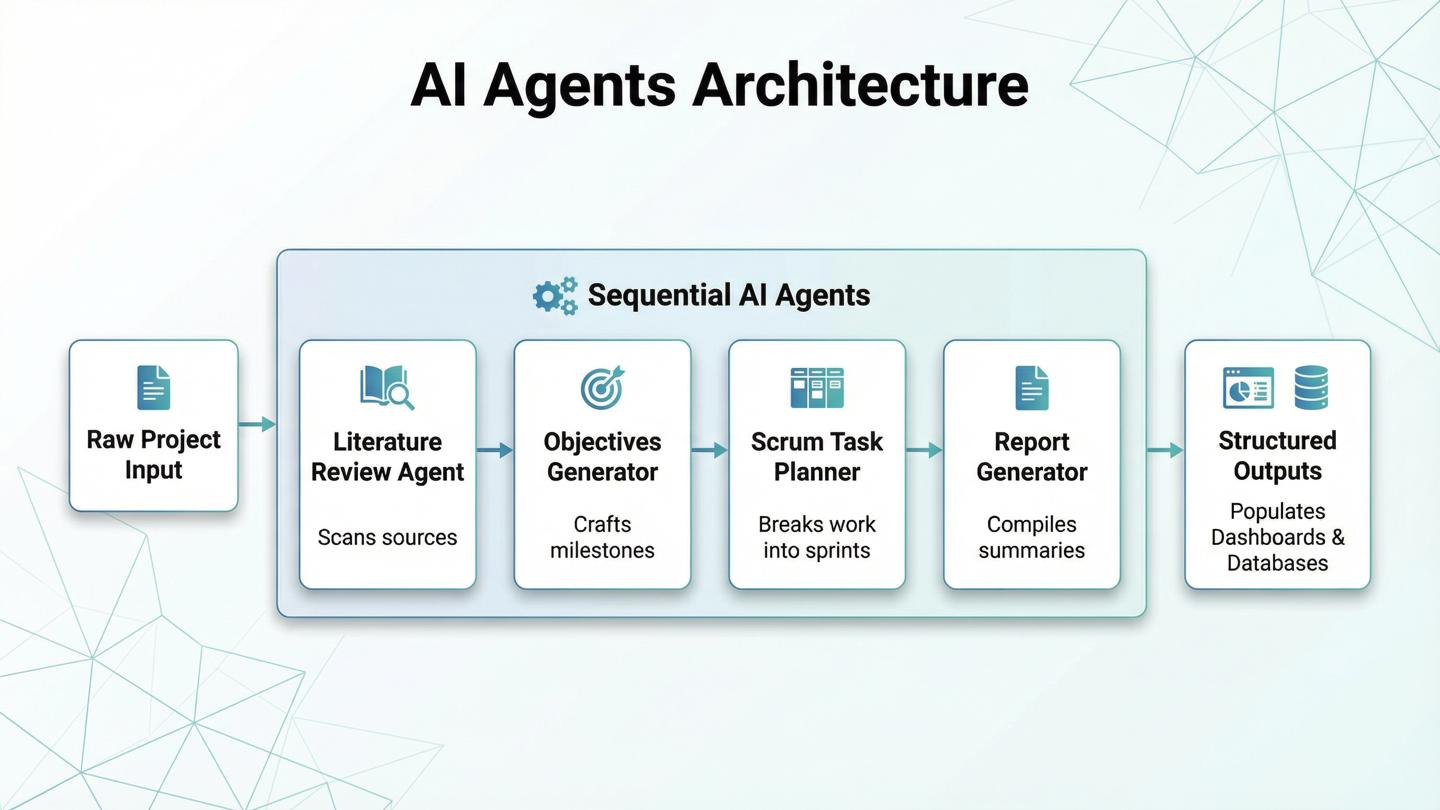 AI Agents Architecture
Sequential AI Agents
Raw Project
Input
Literature
Review Agent
Scans sources
Objectives
Generator
Crafts
milestones
Scrum Task
Planner
Breaks work
into sprints
Report
Generator
Compiles
summaries
Structured
Outputs
Populates
Dashboards &
Databases